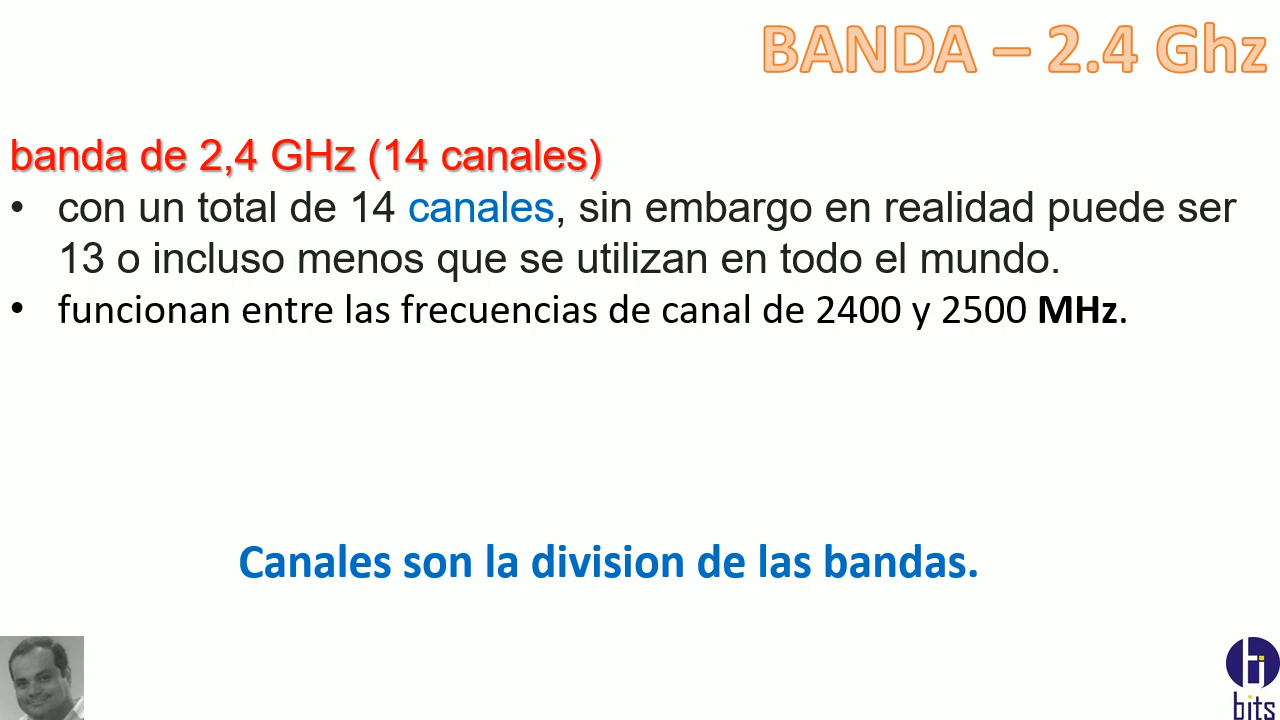 BANDA – 2.4 Ghz
banda de 2,4 GHz (14 canales)
• con un total de 14 canales, sin embargo en realidad puede ser
13 o incluso menos que se utilizan en todo el mundo.
• funcionan entre las frecuencias de canal de 2400 y 2500 MHz.
Canales son la division de las bandas.
bits